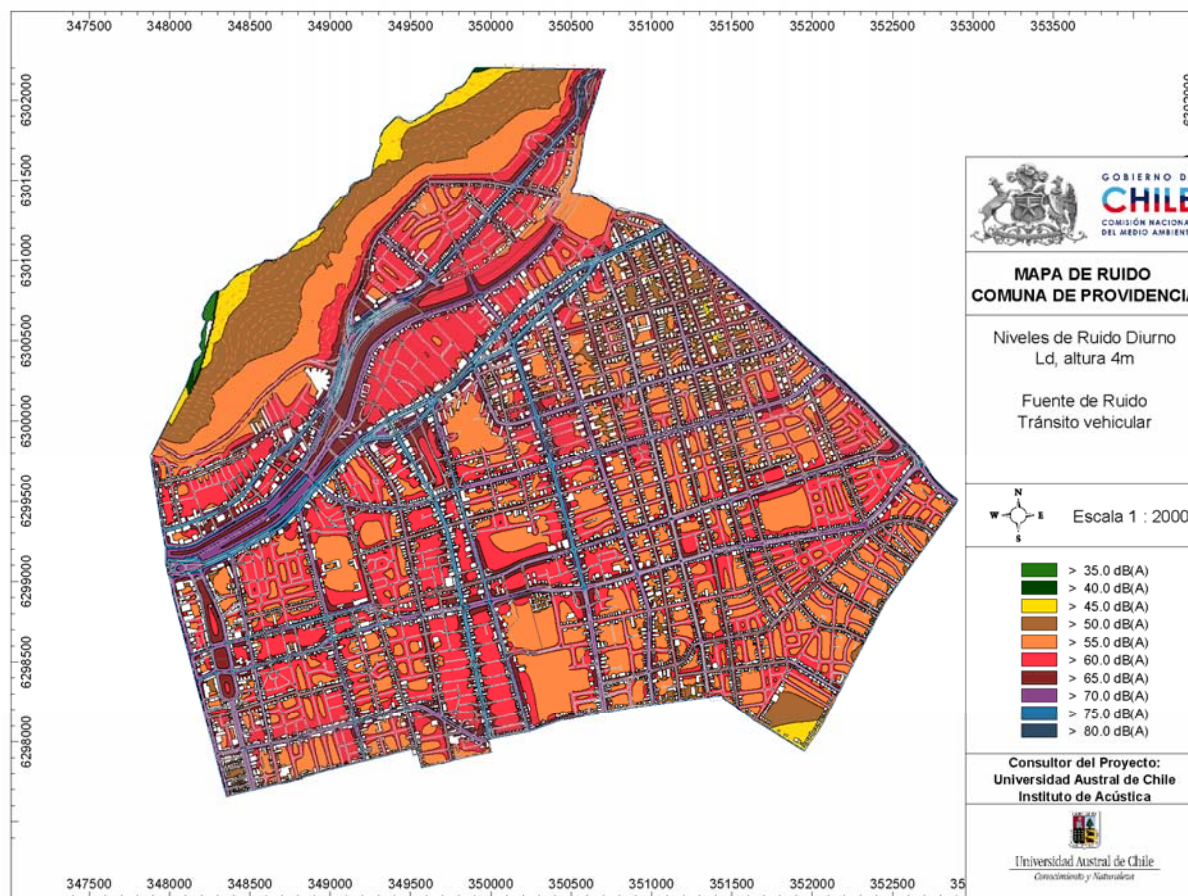 347500 348000 348500 349000 349500 350000 350500 351000 351500 352000 352500 353000 353500
6302000
6301500
6301000
6300500
6300000
6299500
6299000
6298500
6298000
6302000
GOBIERNO D
CHILE
COMISIÓN NACIONA
DEL MEDIO AMBIENT
MAPA DE RUIDO
COMUNA DE PROVIDENCIA
Niveles de Ruido Diurno
Ld, altura 4m
Fuente de Ruido
Tránsito vehicular
N
W E
S
Escala 1 : 2000
> 35.0 dB(A)
> 40.0 dB(A)
> 45.0 dB(A)
> 50.0 dB(A)
> 55.0 dB(A)
> 60.0 dB(A)
> 65.0 dB(A)
> 70.0 dB(A)
> 75.0 dB(A)
> 80.0 dB(A)
Consultor del Proyecto:
Universidad Austral de Chile
Instituto de Acústica
Universidad Austral de Chile
Conocimiento y Naturaleza
347500 348000 348500 349000 349500 350000 350500 351000 351500 352000 352500 35